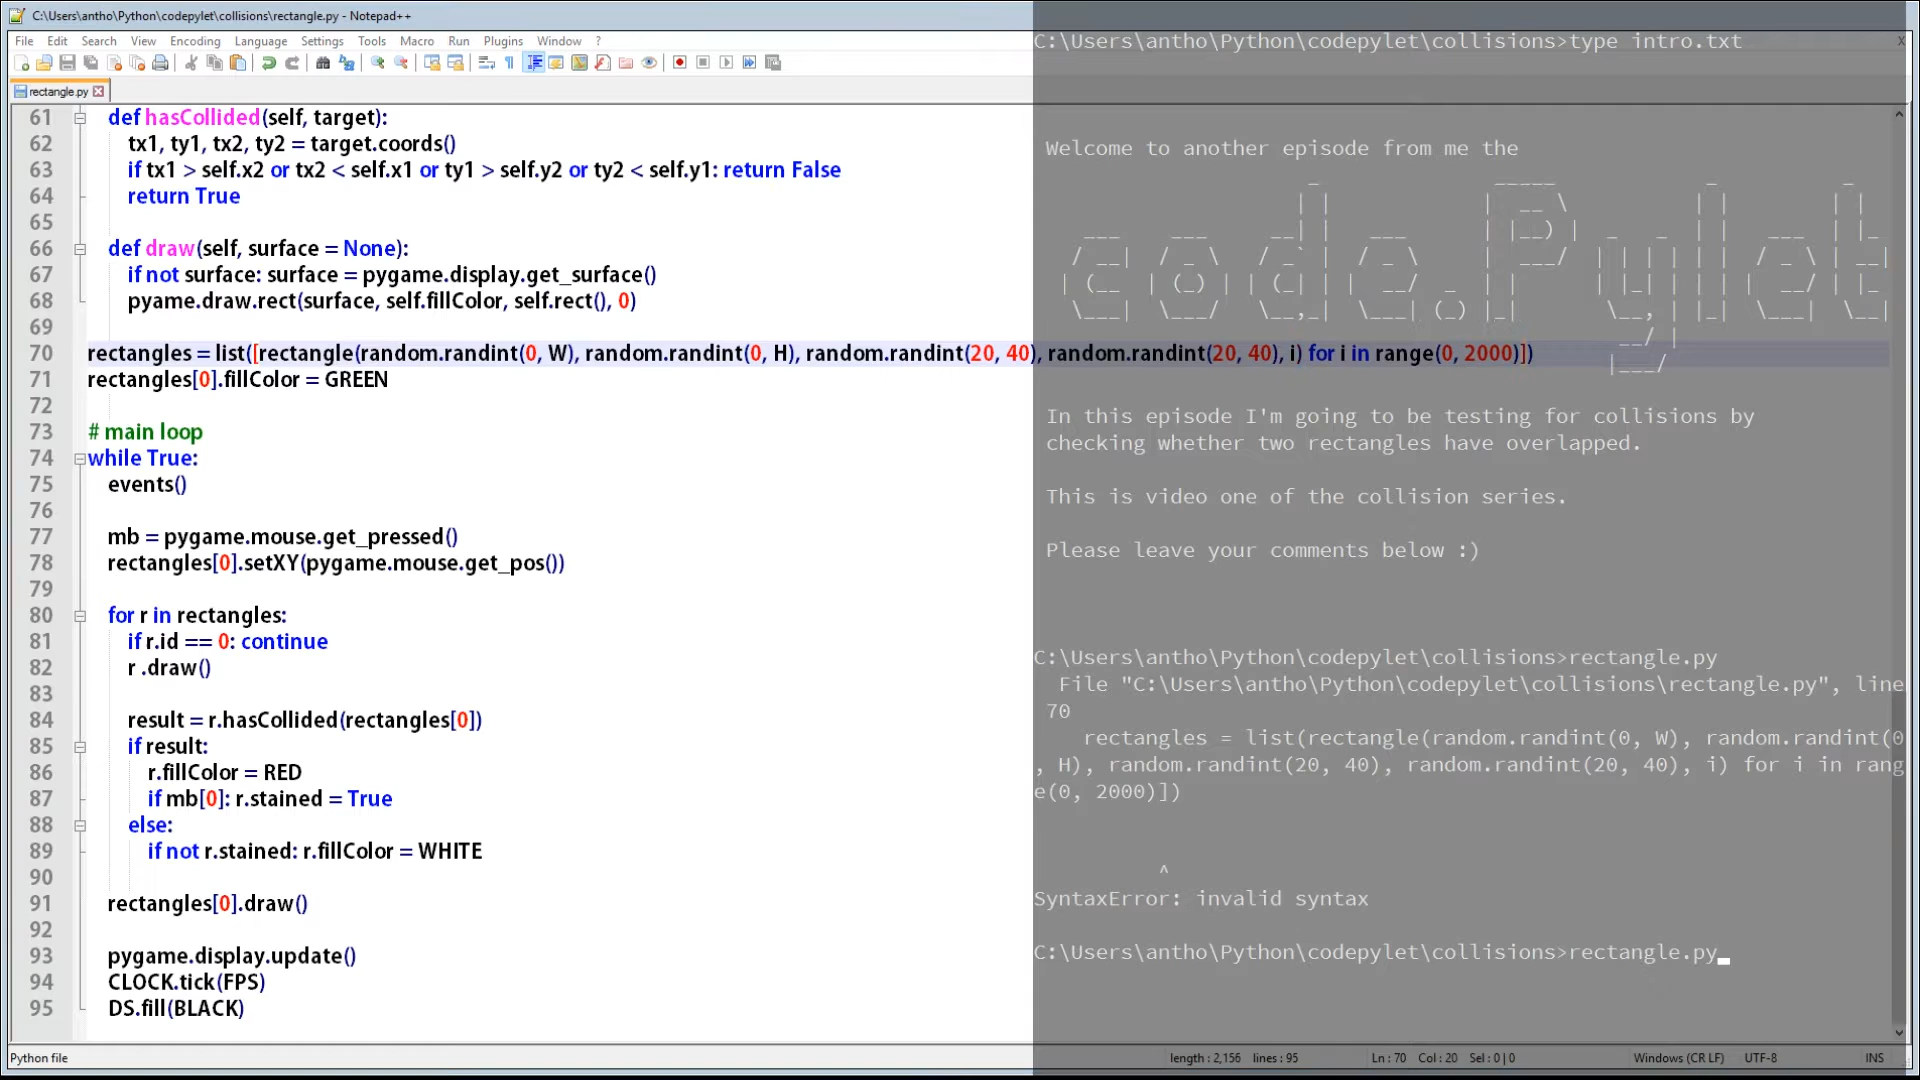 C:\Users\antho\Python\codepylet\collisions\rectangle.py - Notepad++
File Edit Search View Encoding Language Settings Tools Macro Run Plugins Window ?
rectangle.py
61 def hasCollided(self, target):
62 tx1, ty1, tx2, ty2 = target.coords()
63 if tx1 > self.x2 or tx2 < self.x1 or ty1 > self.y2 or ty2 < self.y1: return False
64 return True
65
66 def draw(self, surface = None):
67 if not surface: surface = pygame.display.get_surface()
68 pyame.draw.rect(surface, self.fillColor, self.rect(), 0)
69
70 rectangles = list([rectangle(random.randint(0, W), random.randint(0, H), random.randint(20, 40), random.randint(20, 40), i) for i in range(0, 2000)])
71 rectangles[0].fillColor = GREEN
72
73 # main loop
74 while True:
75 events()
76
77 mb = pygame.mouse.get_pressed()
78 rectangles[0].setXY(pygame.mouse.get_pos())
79
80 for r in rectangles:
81 if r.id == 0: continue
82 r .draw()
83
84 result = r.hasCollided(rectangles[0])
85 if result:
86 r.fillColor = RED
87 if mb[0]: r.stained = True
88 else:
89 if not r.stained: r.fillColor = WHITE
90
91 rectangles[0].draw()
92
93 pygame.display.update()
94 CLOCK.tick(FPS)
95 DS.fill(BLACK)
C:\Users\antho\Python\codepylet\collisions>type intro.txt
Welcome to another episode from me the
code.Pylet
In this episode I'm going to be testing for collisions by
checking whether two rectangles have overlapped.
This is video one of the collision series.
Please leave your comments below :)
C:\Users\antho\Python\codepylet\collisions>rectangle.py
File "C:\Users\antho\Python\codepylet\collisions\rectangle.py", line
70
rectangles = list(rectangle(random.randint(0, W), random.randint(0
, H), random.randint(20, 40), random.randint(20, 40), i) for i in rang
e(0, 2000)])
^
SyntaxError: invalid syntax
C:\Users\antho\Python\codepylet\collisions>rectangle.py
Python file length : 2,156 lines : 95 Ln : 70 Col : 20 Sel : 0 | 0 Windows (CR LF) UTF-8 INS